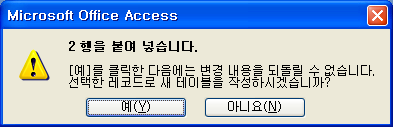 Microsoft Office Access
2 행을 붙여 넣습니다.
[예]를 클릭한 다음에는 변경 내용을 되돌릴 수 없습니다.
선택한 레코드로 새 테이블을 작성하시겠습니까?
예(Y)
아니요(N)